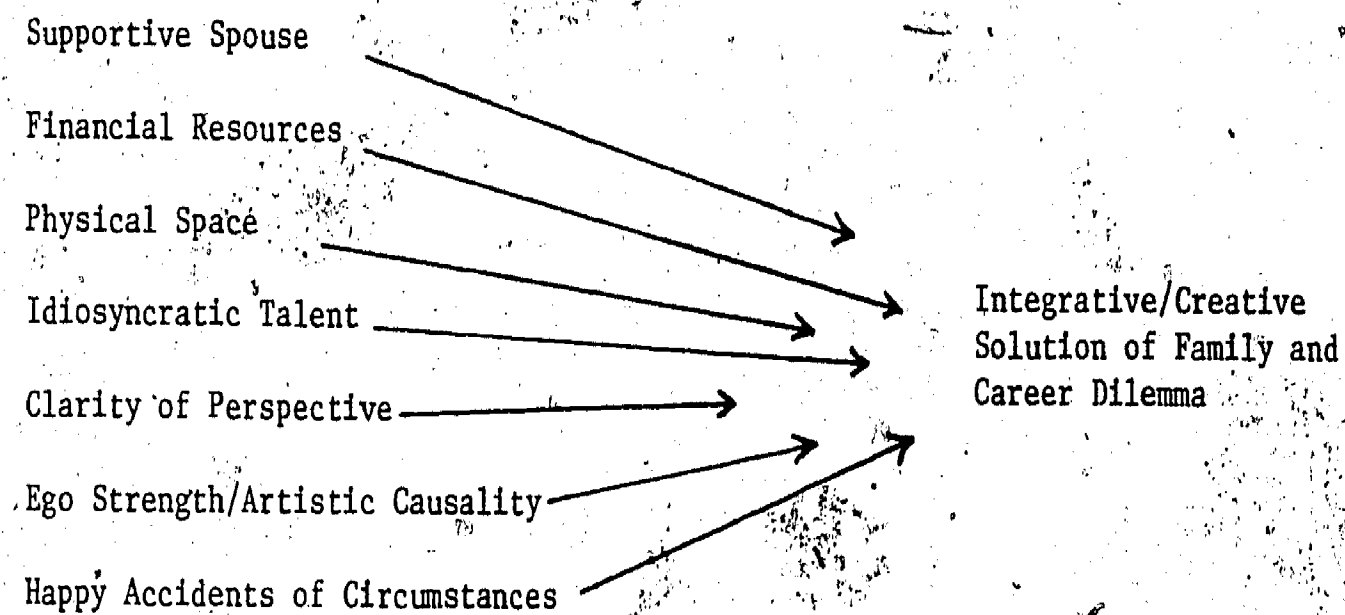 Supportive Spouse
Financial Resources
Physical Space
Idiosyncratic Talent
Clarity of Perspective
Ego Strength/Artistic Causality
Happy Accidents of Circumstances
Integrative/Creative
Solution of Family and
Career Dilemma